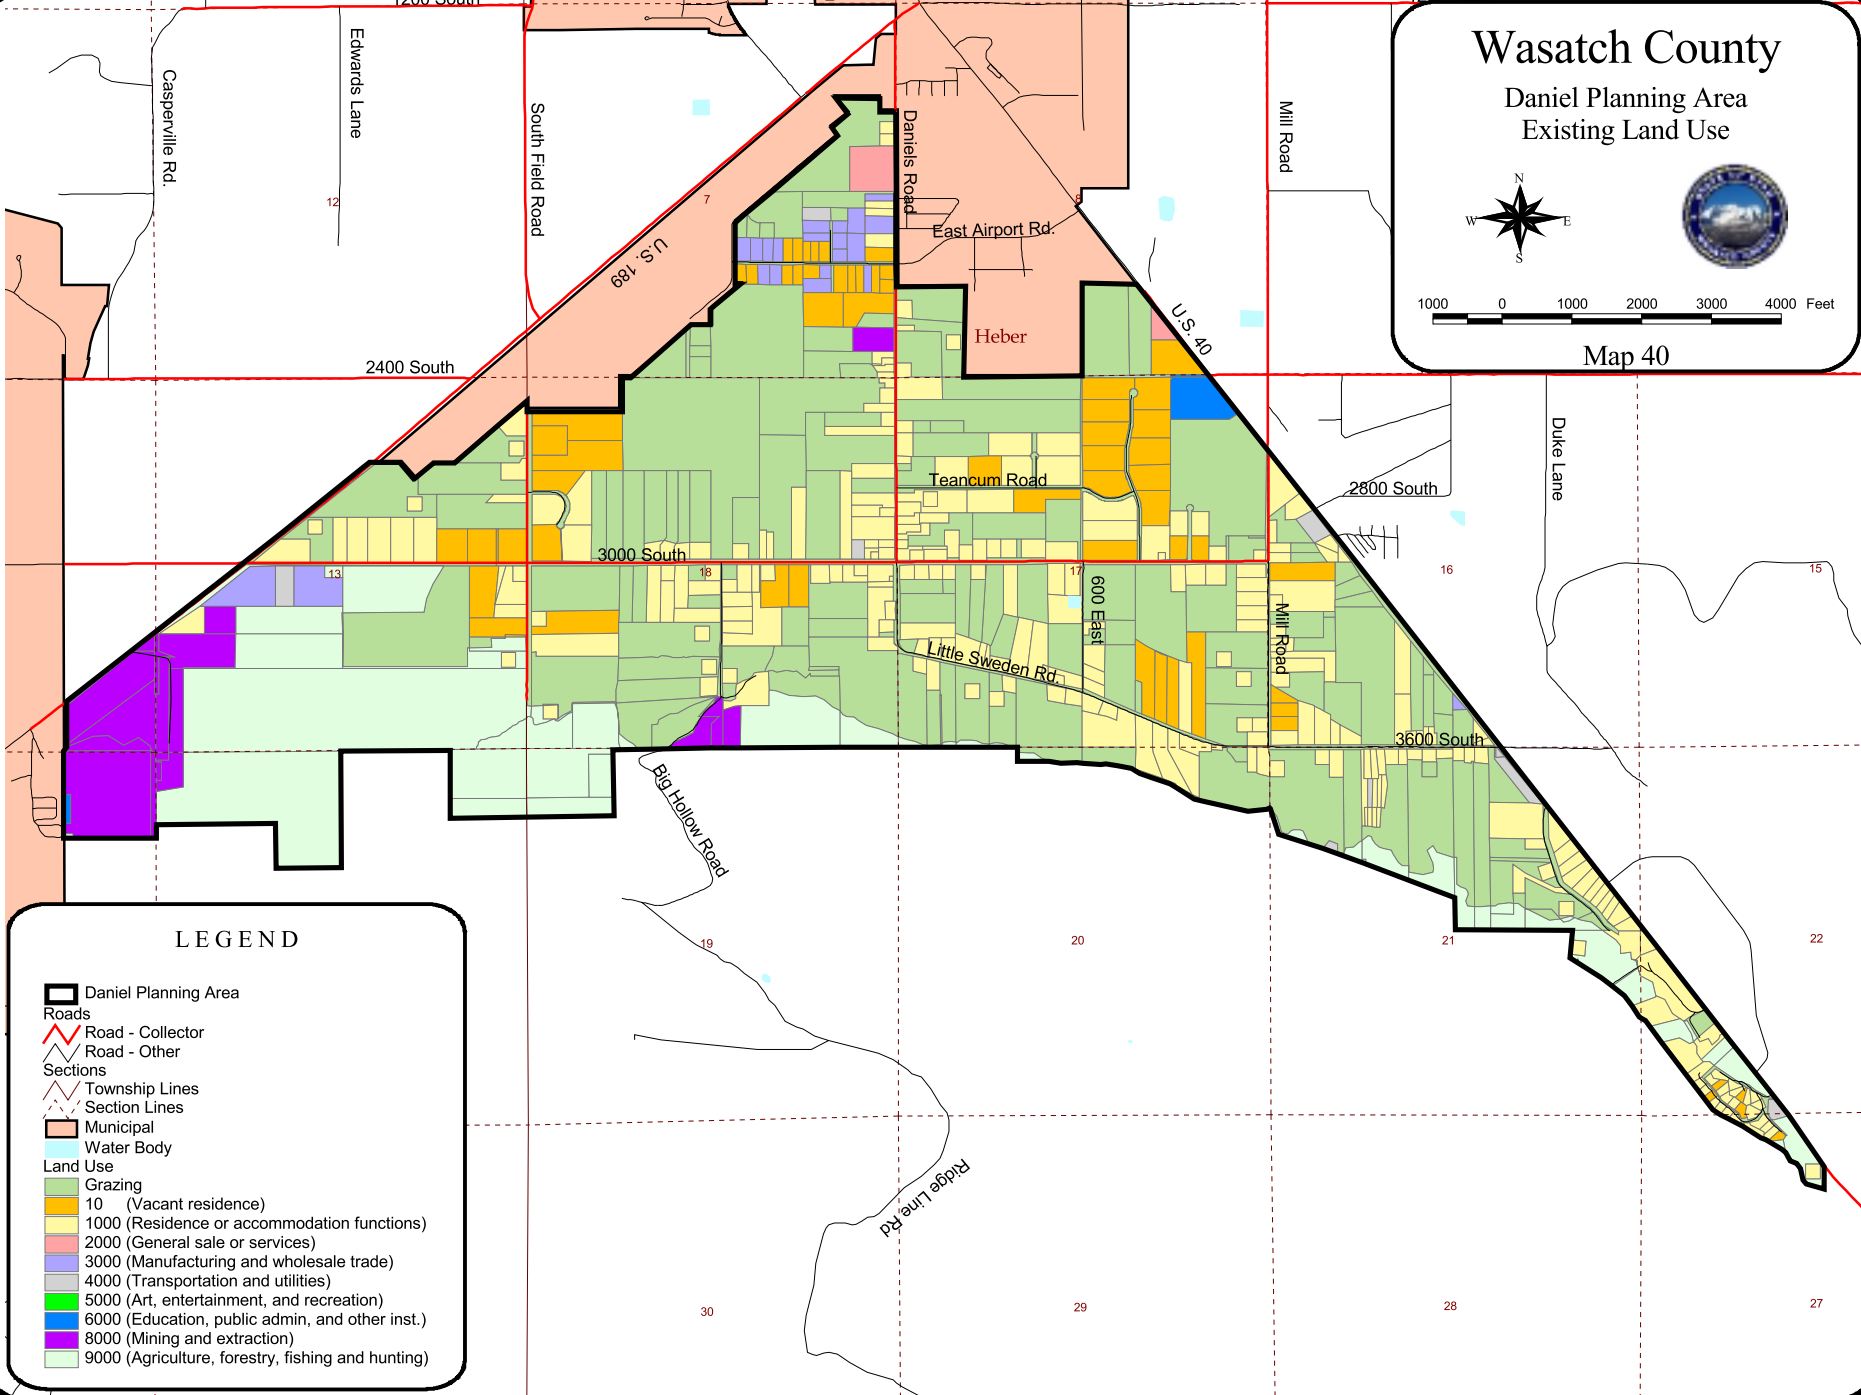 1200 South
Wasatch County
Daniel Planning Area
Existing Land Use
N
W E
S
1000 0 1000 2000 3000 4000 Feet
Map 40
Casperville Rd.
Edwards Lane
South Field Road
Daniels Road
Mill Road
12
7
8
U.S. 189
East Airport Rd.
U.S. 40
Heber
2400 South
Duke Lane
Teancum Road
2800 South
3000 South
13
18
17
16
15
600 East
Mill Road
Little Sweden Rd.
3600 South
Big Hollow Road
19
20
21
22
Ridge Line Rd
30
29
28
27
LEGEND
Daniel Planning Area
Roads
Road - Collector
Road - Other
Sections
Township Lines
Section Lines
Municipal
Water Body
Land Use
Grazing
10 (Vacant residence)
1000 (Residence or accommodation functions)
2000 (General sale or services)
3000 (Manufacturing and wholesale trade)
4000 (Transportation and utilities)
5000 (Art, entertainment, and recreation)
6000 (Education, public admin, and other inst.)
8000 (Mining and extraction)
9000 (Agriculture, forestry, fishing and hunting)